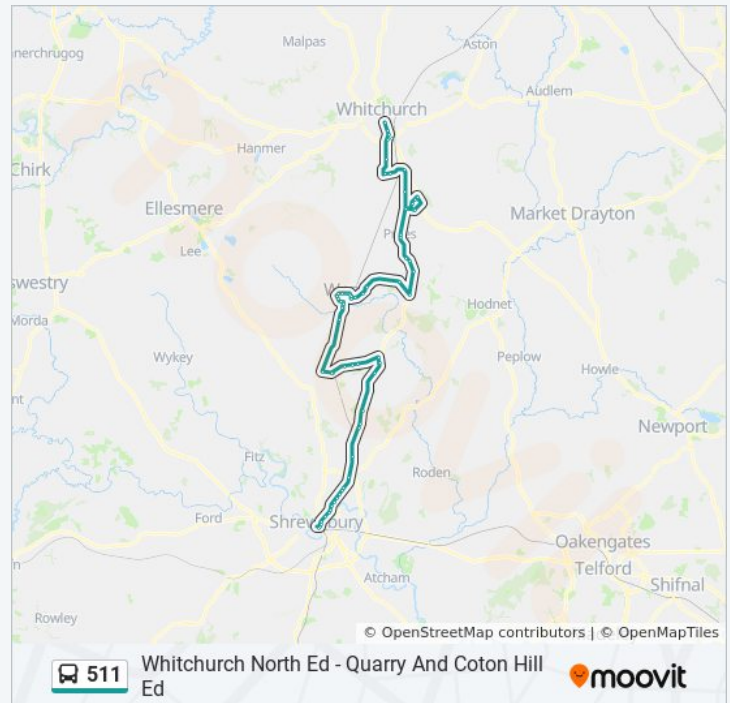 Malpas
Aston
nerchrugog
Audlem
Whitchurch
Hanmer
Chirk
Ellesmere
Market Drayton
Lee
swestry
Hodnet
Morda
Wykey
Peplow
Howle
nt
Newport
Fitz
Roden
Ford
Oakengates
Telford
Atcham
Shifnal
Rowley
© OpenStreetMap contributors | © OpenMapTiles
511
Whitchurch North Ed - Quarry And Coton Hill
Ed
moovit